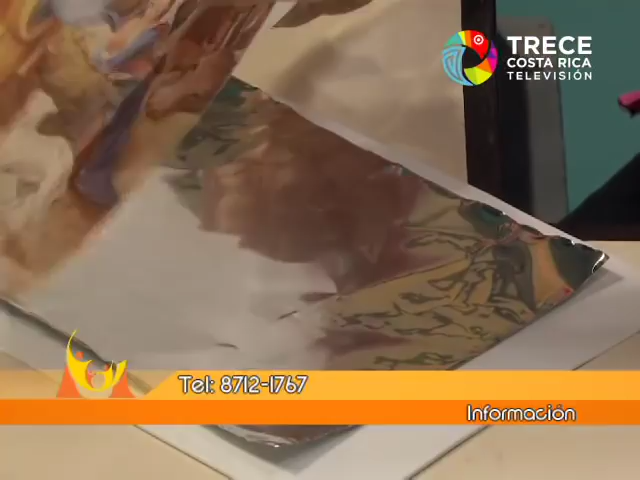 TRECE
COSTA RICA
TELEVISIÓN
Tel: 8712-1767
Información